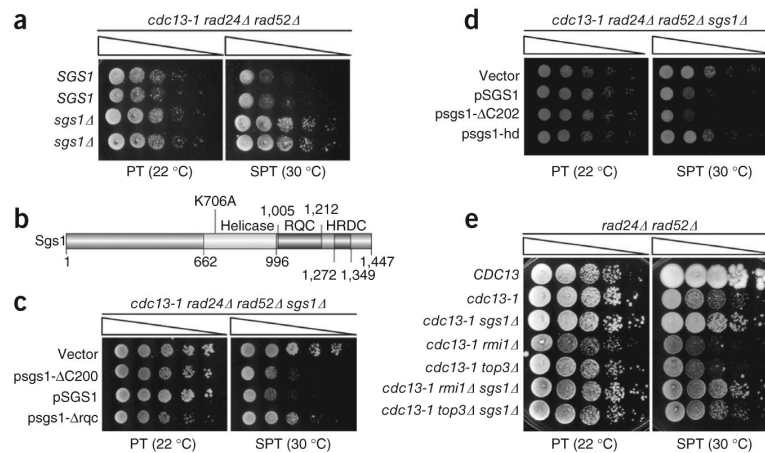 a
cdc13-1 rad24Δ rad52Δ
SGS1
SGS1
sgs1Δ
sgs1Δ
PT (22 °C)
SPT (30 °C)
b
K706A
Helicase
1,005
RQC
1,212
HRDC
Sgs1
1
662
996
1,272
1,349
1,447
c
cdc13-1 rad24Δ rad52Δ sgs1Δ
Vector
psgs1-ΔC200
pSGS1
psgs1-Δrqc
PT (22 °C)
SPT (30 °C)
d
cdc13-1 rad24Δ rad52Δ sgs1Δ
Vector
pSGS1
psgs1-ΔC202
psgs1-hd
PT (22 °C)
SPT (30 °C)
e
rad24Δ rad52Δ
CDC13
cdc13-1
cdc13-1 sgs1Δ
cdc13-1 rmi1Δ
cdc13-1 top3Δ
cdc13-1 rmi1Δ sgs1Δ
cdc13-1 top3Δ sgs1Δ
PT (22 °C)
SPT (30 °C)